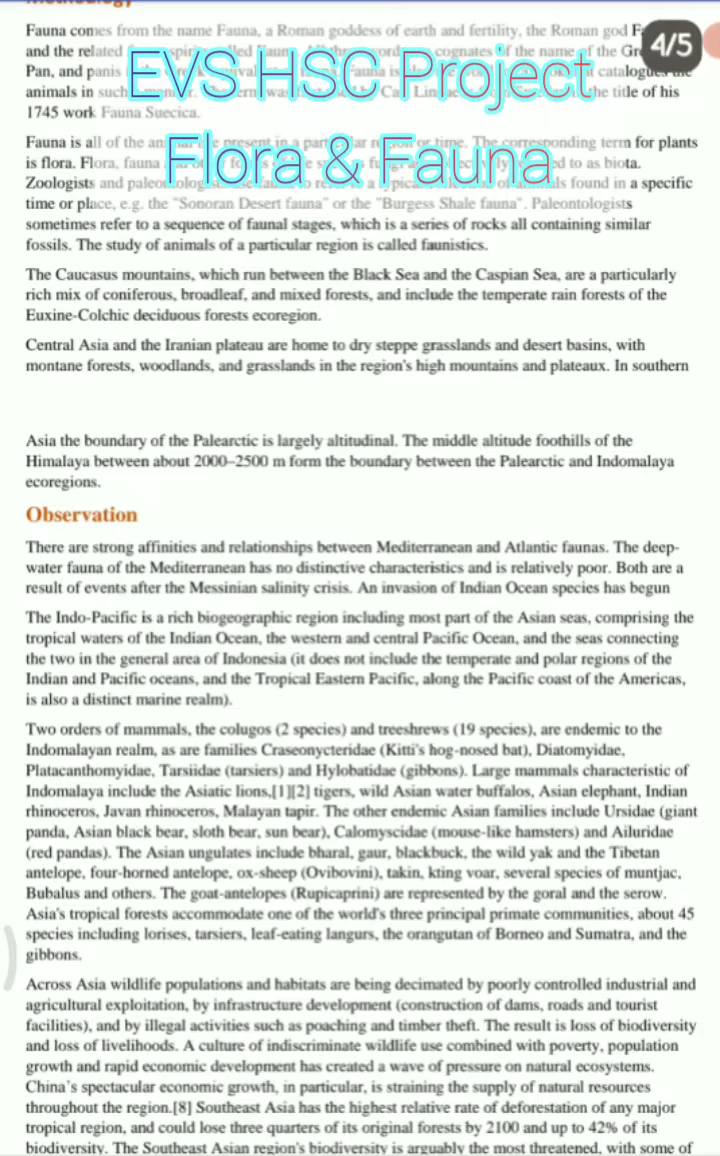 Methodology
Fauna comes from the name Fauna, a Roman goddess of earth and fertility, the Roman god
4/5
and the related
of the name of the
Pan, and panis
catalogues the
EVS HSC Project
animals in such
the title of his
1745 work Fauna Suecica.
Fauna is all of the
The corresponding term for plants
Flora & Fauna
is flora. Flora, fauna
to as biota.
Zoologists and
found in a specific
time or place, e.g. the "Sonoran Desert fauna" or the "Burgess Shale fauna". Paleontologists
sometimes refer to a sequence of faunal stages, which is a series of rocks all containing similar
fossils. The study of animals of a particular region is called faunistics.
The Caucasus mountains, which run between the Black Sea and the Caspian Sea, are a particularly
rich mix of coniferous, broadleaf, and mixed forests, and include the temperate rain forests of the
Euxine-Colchic deciduous forests ecoregion.
Central Asia and the Iranian plateau are home to dry steppe grasslands and desert basins, with
montane forests, woodlands, and grasslands in the region's high mountains and plateaux. In southern
Asia the boundary of the Palearctic is largely altitudinal. The middle altitude foothills of the
Himalaya between about 2000–2500 m form the boundary between the Palearctic and Indomalaya
ecoregions.
Observation
There are strong affinities and relationships between Mediterranean and Atlantic faunas. The deep-
water fauna of the Mediterranean has no distinctive characteristics and is relatively poor. Both are a
result of events after the Messinian salinity crisis. An invasion of Indian Ocean species has begun
The Indo-Pacific is a rich biogeographic region including most part of the Asian seas, comprising the
tropical waters of the Indian Ocean, the western and central Pacific Ocean, and the seas connecting
the two in the general area of Indonesia (it does not include the temperate and polar regions of the
Indian and Pacific oceans, and the Tropical Eastern Pacific, along the Pacific coast of the Americas,
is also a distinct marine realm).
Two orders of mammals, the colugos (2 species) and treeshrews (19 species), are endemic to the
Indomalayan realm, as are families Craseonycteridae (Kitti's hog-nosed bat), Diatomyidae,
Platacanthomyidae, Tarsiidae (tarsiers) and Hylobatidae (gibbons). Large mammals characteristic of
Indomalaya include the Asiatic lions,[1][2] tigers, wild Asian water buffalos, Asian elephant, Indian
rhinoceros, Javan rhinoceros, Malayan tapir. The other endemic Asian families include Ursidae (giant
panda, Asian black bear, sloth bear, sun bear), Calomyscidae (mouse-like hamsters) and Ailuridae
(red pandas). The Asian ungulates include bharal, gaur, blackbuck, the wild yak and the Tibetan
antelope, four-horned antelope, ox-sheep (Ovibovini), takin, kting voar, several species of muntjac,
Bubalus and others. The goat-antelopes (Rupicaprini) are represented by the goral and the serow.
Asia's tropical forests accommodate one of the world's three principal primate communities, about 45
species including lorises, tarsiers, leaf-eating langurs, the orangutan of Borneo and Sumatra, and the
gibbons.
Across Asia wildlife populations and habitats are being decimated by poorly controlled industrial and
agricultural exploitation, by infrastructure development (construction of dams, roads and tourist
facilities), and by illegal activities such as poaching and timber theft. The result is loss of biodiversity
and loss of livelihoods. A culture of indiscriminate wildlife use combined with poverty, population
growth and rapid economic development has created a wave of pressure on natural ecosystems.
China's spectacular economic growth, in particular, is straining the supply of natural resources
throughout the region.[8] Southeast Asia has the highest relative rate of deforestation of any major
tropical region, and could lose three quarters of its original forests by 2100 and up to 42% of its
biodiversity. The Southeast Asian region's biodiversity is arguably the most threatened, with some of